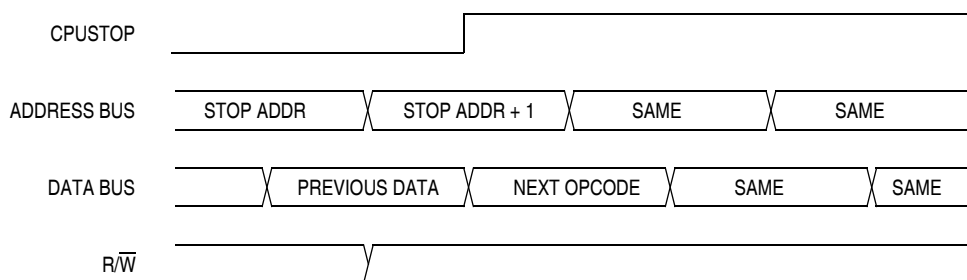 CPUSTOP
ADDRESS BUS STOP ADDR STOP ADDR + 1 SAME SAME
DATA BUS PREVIOUS DATA NEXT OPCODE SAME SAME
R/W̅